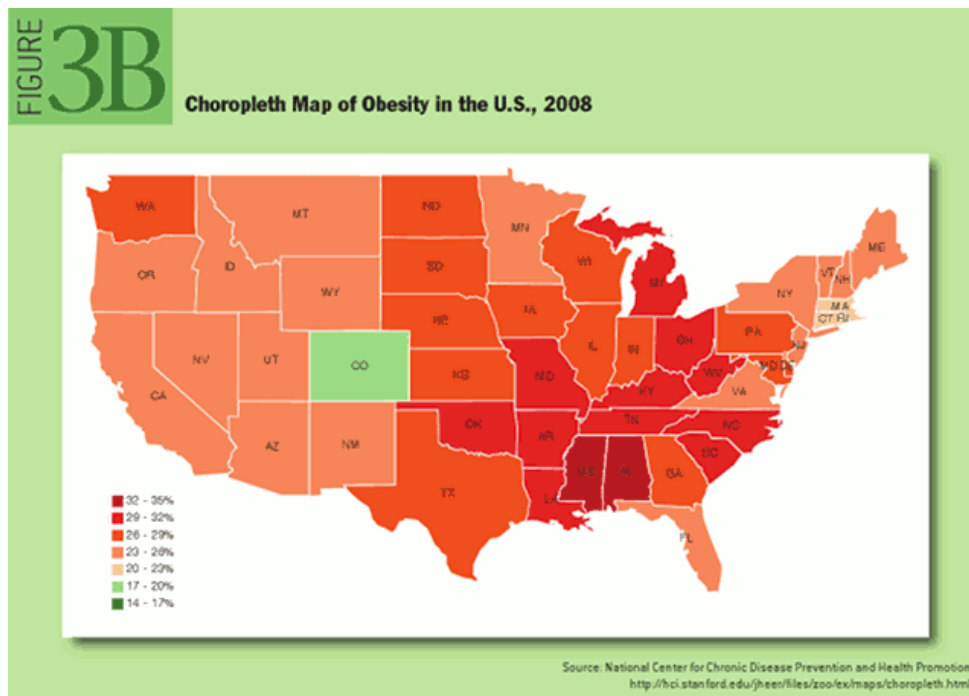 FIGURE
3B
Choropleth Map of Obesity in the U.S., 2008
WA
MT
ND
MN
ME
OR
ID
SD
WI
VT
NH
WY
MI
NY
MA
CT RI
NE
IA
PA
NJ
NV
UT
CO
IL
IN
OH
MD DE
CA
KS
MO
WV
VA
KY
AZ
NM
OK
AR
TN
NC
SC
TX
MS
AL
GA
LA
FL
32 - 35%
29 - 32%
26 - 29%
23 - 26%
20 - 23%
17 - 20%
14 - 17%
Source: National Center for Chronic Disease Prevention and Health Promotion
http://hci.stanford.edu/jheer/files/zoo/ex/maps/choropleth.html